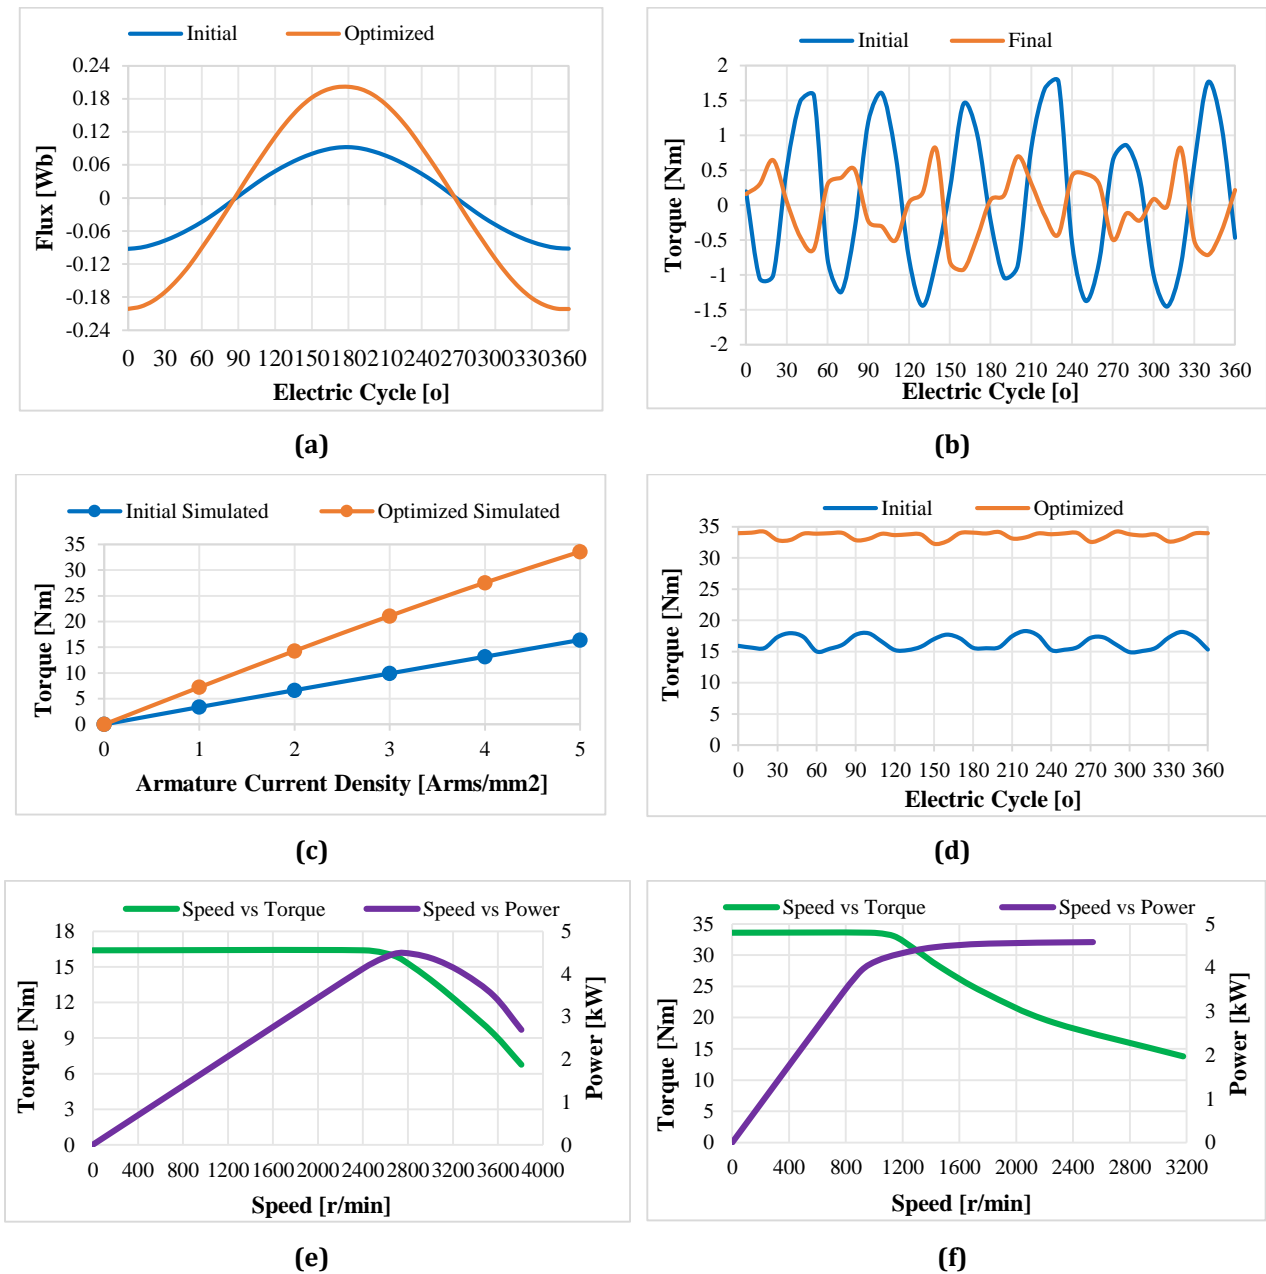 Initial Optimized
Flux [Wb]
0.24
0.18
0.12
0.06
0
-0.06
-0.12
-0.18
-0.24
0 30 60 90 120 150 180 210 240 270 300 330 360
Electric Cycle [o]
(a)
Initial Final
Torque [Nm]
2
1.5
1
0.5
0
-0.5
-1
-1.5
-2
0 30 60 90 120 150 180 210 240 270 300 330 360
Electric Cycle [o]
(b)
Initial Simulated Optimized Simulated
Torque [Nm]
35
30
25
20
15
10
5
0
0 1 2 3 4 5
Armature Current Density [Arms/mm2]
(c)
Initial Optimized
Torque [Nm]
35
30
25
20
15
10
5
0
0 30 60 90 120 150 180 210 240 270 300 330 360
Electric Cycle [o]
(d)
Speed vs Torque Speed vs Power
Torque [Nm]
18
15
12
9
6
3
0
5
4
3
2
1
0
Power [kW]
0 400 800 1200 1600 2000 2400 2800 3200 3600 4000
Speed [r/min]
(e)
Speed vs Torque Speed vs Power
Torque [Nm]
35
30
25
20
15
10
5
0
5
4
3
2
1
0
Power [kW]
0 400 800 1200 1600 2000 2400 2800 3200
Speed [r/min]
(f)